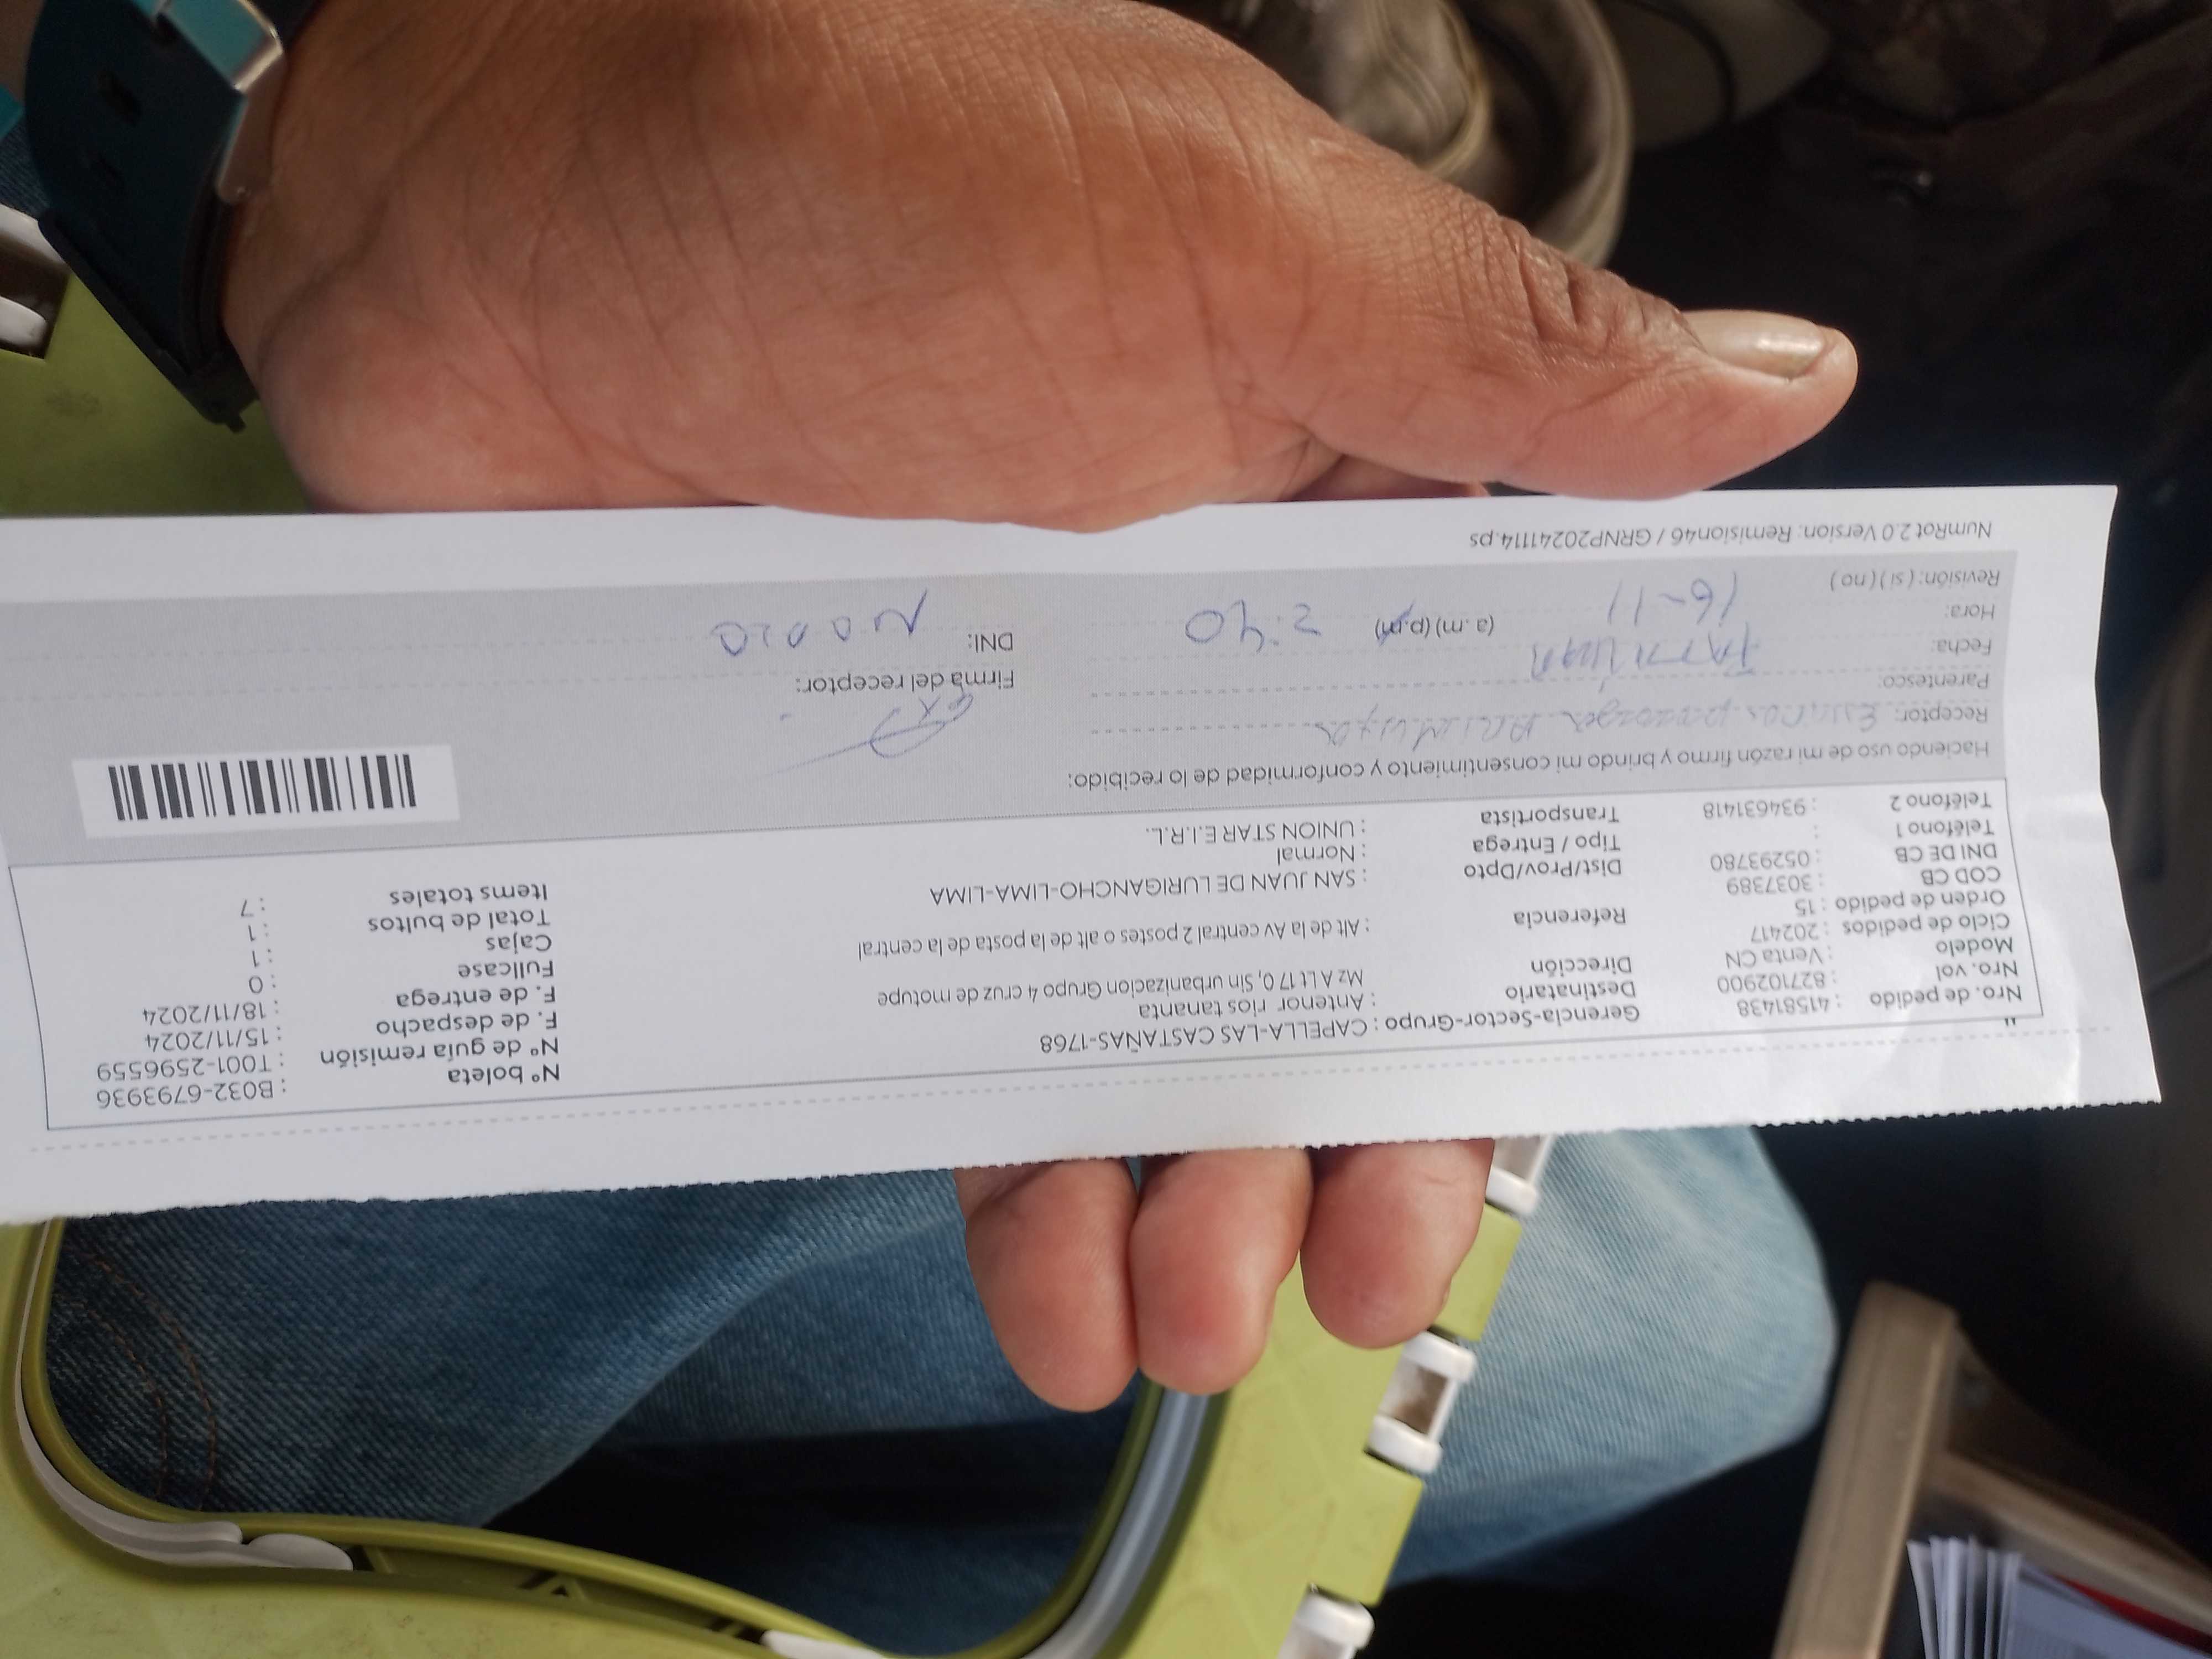 Nro. de pedido : 41581438 Gerencia-Sector-Grupo : CAPELLA-LAS CASTAÑAS-1768 N° boleta : B032-6793936
Nro. vol : 827102900 Destinatario : Antenor rios tananta N° de guía remisión : T001-2596559
Modelo : Venta CN Dirección Mz A Lt 17 0, Sin urbanizacion Grupo 4 cruz de motupe F. de despacho : 15/11/2024
Ciclo de pedidos : 202417 F. de entrega : 18/11/2024
Orden de pedido : 15 Referencia : Alt de la Av central 2 postes o alt de la posta de la central Fullcase : 0
COD CB : 3037389 Dist/Prov/Dpto : SAN JUAN DE LURIGANCHO-LIMA-LIMA Cajas : 1
DNI DE CB : 05293780 Tipo / Entrega : Normal Total de bultos : 1
Teléfono 1 : Transportista : UNION STAR E.I.R.L. Items totales : 7
Teléfono 2 : 934631418
Haciendo uso de mi razón firmo y brindo mi consentimiento y conformidad de lo recibido:
Receptor:
Parentesco: Firma del receptor:
Fecha: DNI:
Hora: 16-11 (a.m) (p.m) 2:40
Revisión: ( si ) ( no )
NumRot 2.0 Version: Remision46 / GRNP20241114.ps